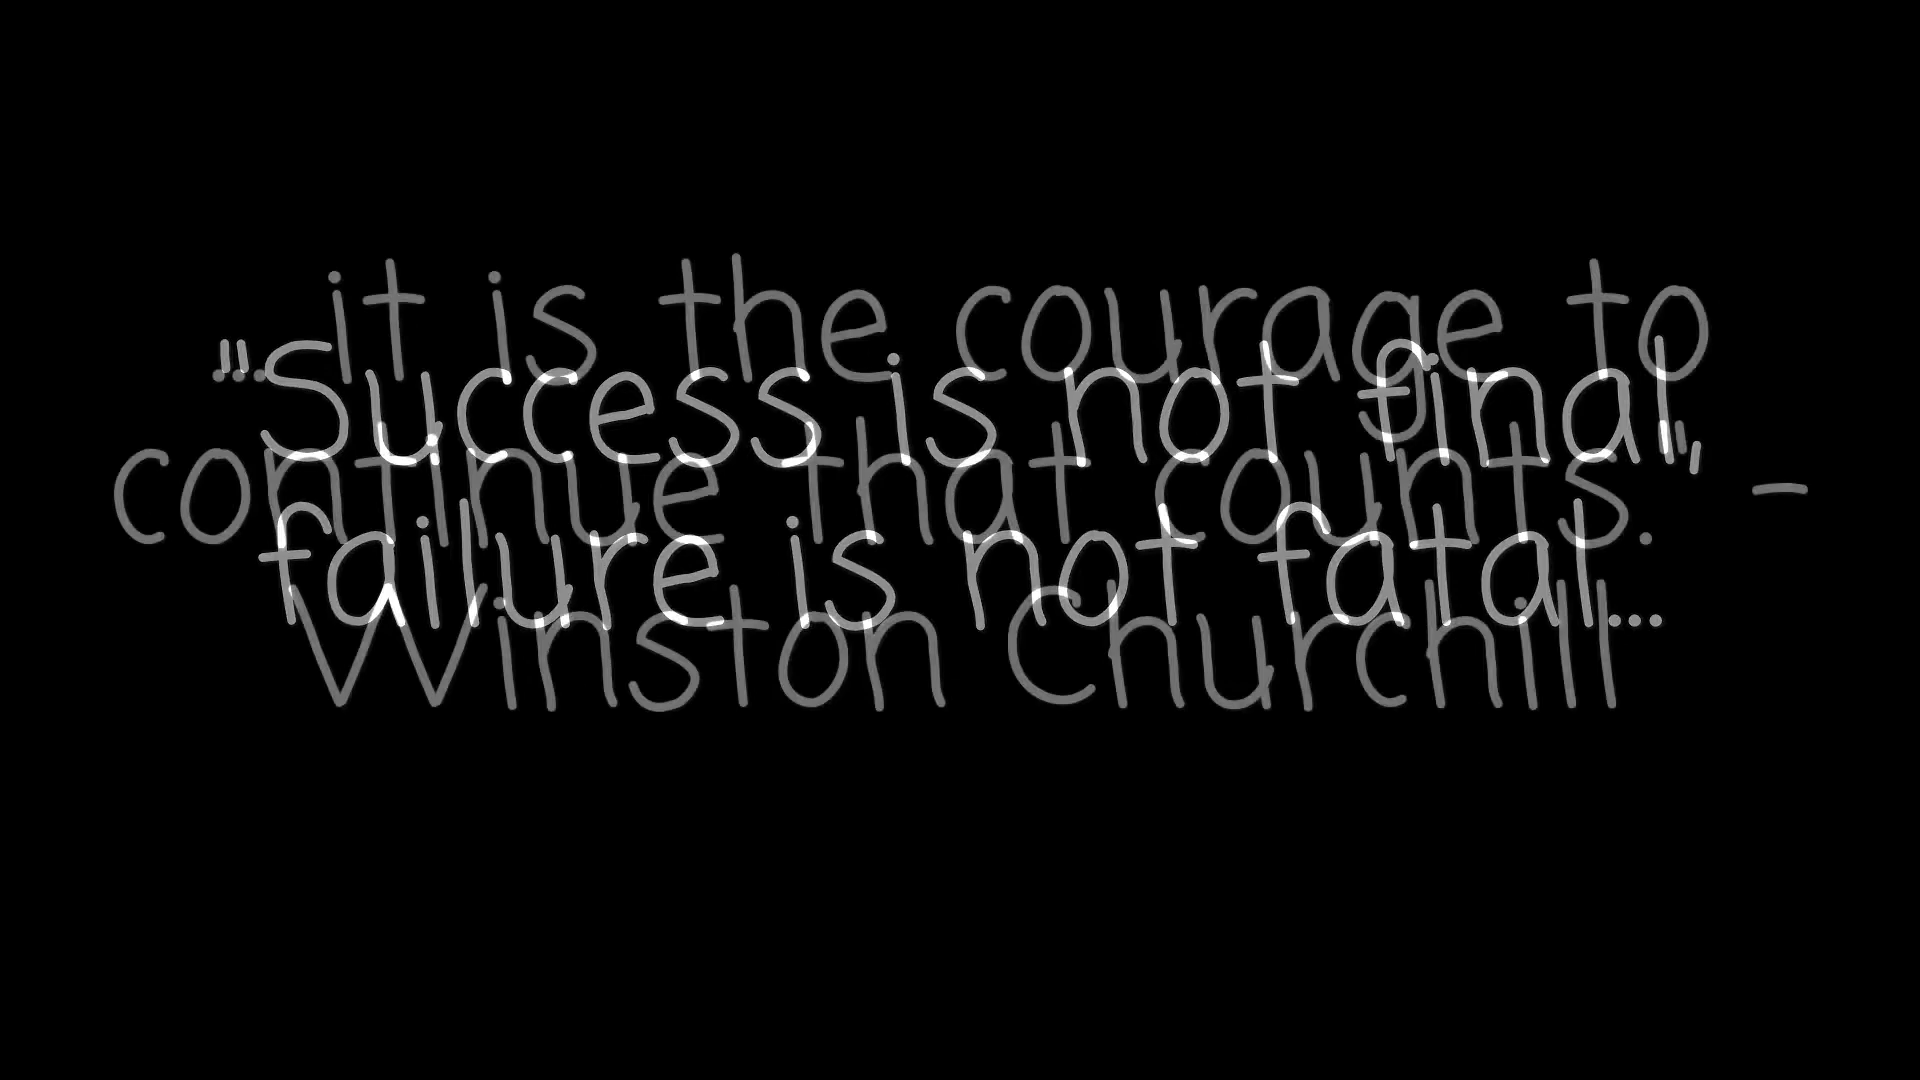 "Success is not final,
failure is not fatal...
...it is the courage to
continue that counts." -
Winston Churchill